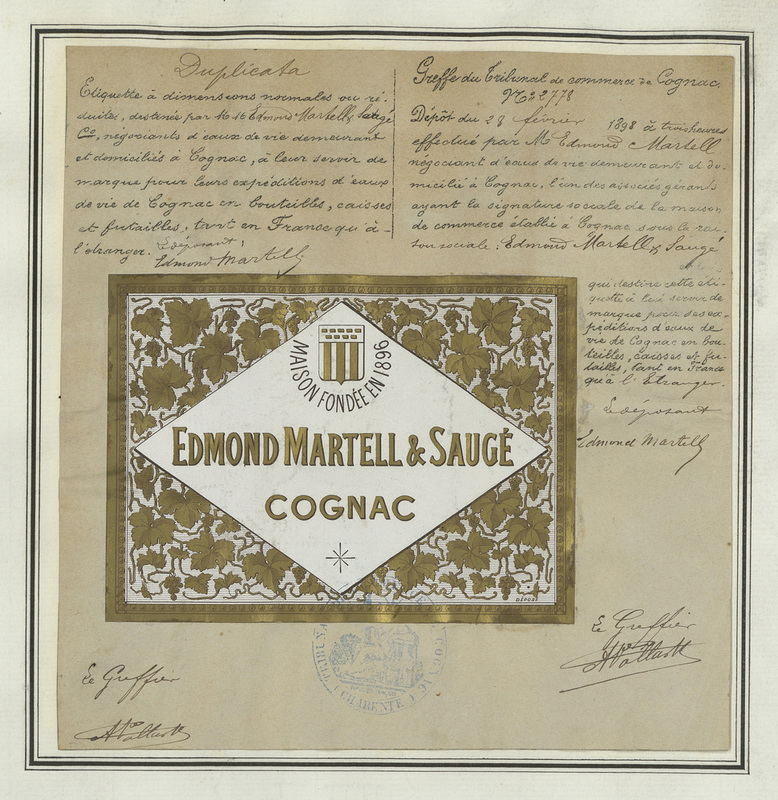 Duplicata
Etiquette à dimensions normales ou ré-
duites, destinée par Edmond Martell & Saugé
Co, négociants d'eaux de vie demeurant
et domiciliés à Cognac, à leur servir de
marque pour leurs expéditions d'eaux
de vie de Cognac en bouteilles, caisses
et futailles, tant en France qu'à-
l'étranger.
Le déposant,
Edmond Martell
Greffe du Tribunal de commerce de Cognac.
No 22778
Dépôt du 28 février 1898 à trois heures
effectué par Mr Edmond Martell
négociant d'eaux de vie demeurant et do-
micilié à Cognac, l'un des associés gérants
ayant la signature sociale de la maison
de commerce établie à Cognac sous la rai-
son sociale: Edmond Martell & Saugé
qui destine cette éti-
quette à lui servir de
marque pour ses ex-
péditions d'eaux de
vie de Cognac en bou-
teilles, caisses et fu-
tailles, tant en France
qu'à l'Etranger.
Le déposant
Edmond Martell
MAISON FONDÉE EN 1896
EDMOND MARTELL & SAUGÉ
COGNAC
Le Greffier
Le Greffier
CHARENTE